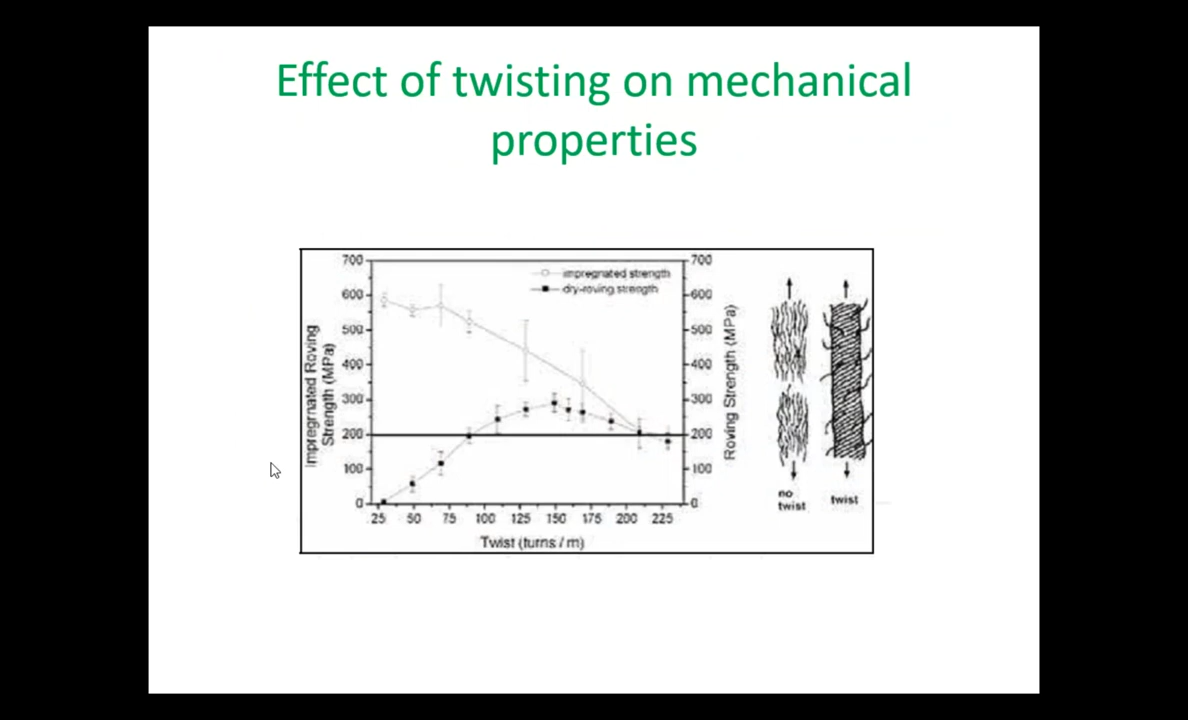 Effect of twisting on mechanical
properties
Impregrnated Roving
Strength (MPa)
700
600
500
400
300
200
100
0
impregnated strength
dry-roving strength
700
600
500
400
300
200
100
0
Roving Strength (MPa)
25 50 75 100 125 150 175 200 225
Twist (turns / m)
no
twist
twist